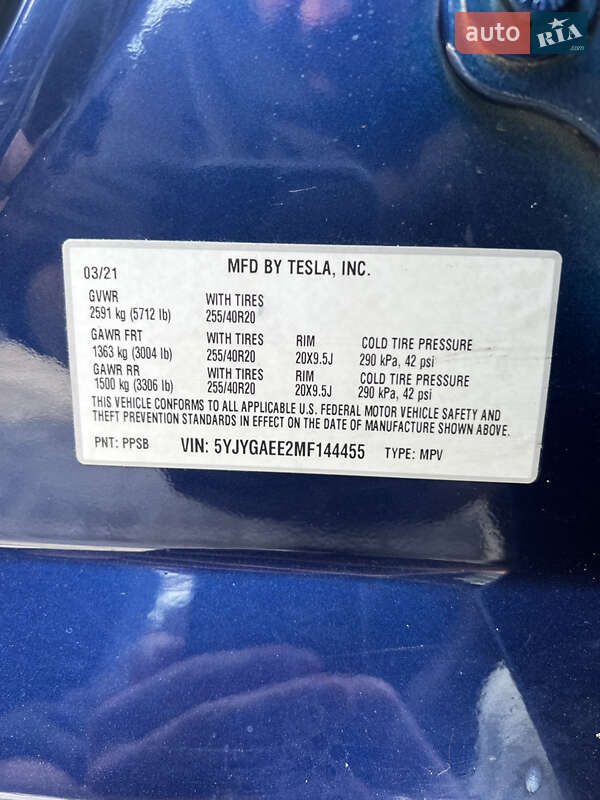 auto RIA.com
03/21 MFD BY TESLA, INC.
GVWR WITH TIRES
2591 kg (5712 lb) 255/40R20
GAWR FRT WITH TIRES RIM COLD TIRE PRESSURE
1363 kg (3004 lb) 255/40R20 20X9.5J 290 kPa, 42 psi
GAWR RR WITH TIRES RIM COLD TIRE PRESSURE
1500 kg (3306 lb) 255/40R20 20X9.5J 290 kPa, 42 psi
THIS VEHICLE CONFORMS TO ALL APPLICABLE U.S. FEDERAL MOTOR VEHICLE SAFETY AND
THEFT PREVENTION STANDARDS IN EFFECT ON THE DATE OF MANUFACTURE SHOWN ABOVE.
PNT: PPSB VIN: 5YJYGAEE2MF144455 TYPE: MPV